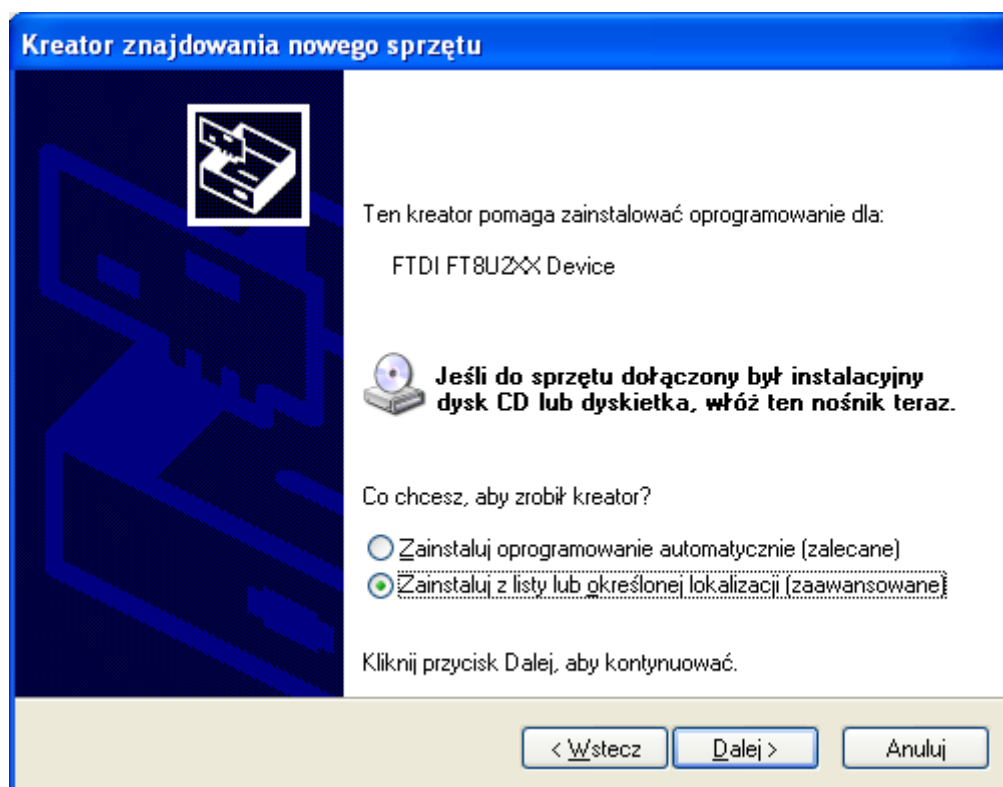 Kreator znajdowania nowego sprzętu
Ten kreator pomaga zainstalować oprogramowanie dla:
FTDI FT8U2XX Device
Jeśli do sprzętu dołączony był instalacyjny
dysk CD lub dyskietka, włóż ten nośnik teraz.
Co chcesz, aby zrobił kreator?
Zainstaluj oprogramowanie automatycznie (zalecane)
Zainstaluj z listy lub określonej lokalizacji (zaawansowane)
Kliknij przycisk Dalej, aby kontynuować.
< Wstecz
Dalej >
Anuluj